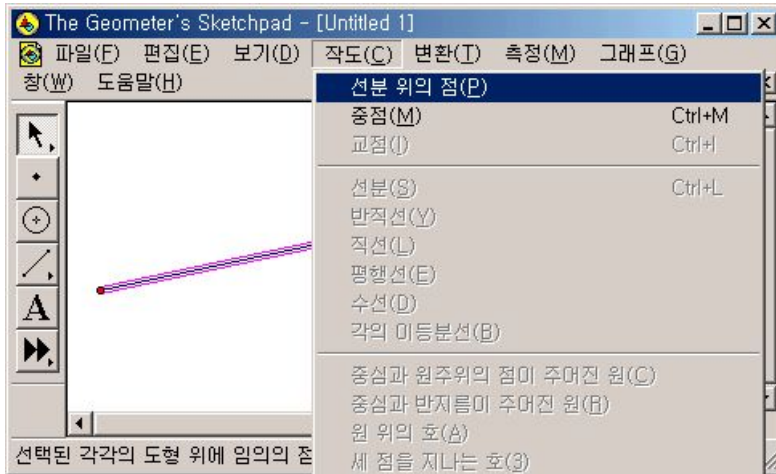 The Geometer's Sketchpad - [Untitled 1]
파일(F) 편집(E) 보기(D) 작도(C) 변환(T) 측정(M) 그래프(G)
창(W) 도움말(H)
선분 위의 점(P)
중점(M) Ctrl+M
교점(I) Ctrl+I
선분(S) Ctrl+L
반직선(Y)
직선(L)
평행선(E)
수선(D)
각의 이등분선(B)
중심과 원주위의 점이 주어진 원(C)
중심과 반지름이 주어진 원(R)
원 위의 호(A)
세 점을 지나는 호(3)
A
선택된 각각의 도형 위에 임의의 점